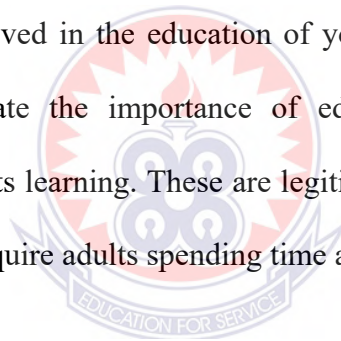 ved in the education of yo
ate the importance of ed
ts learning. These are legiti
quire adults spending time a
EDUCATION FOR SERVICE